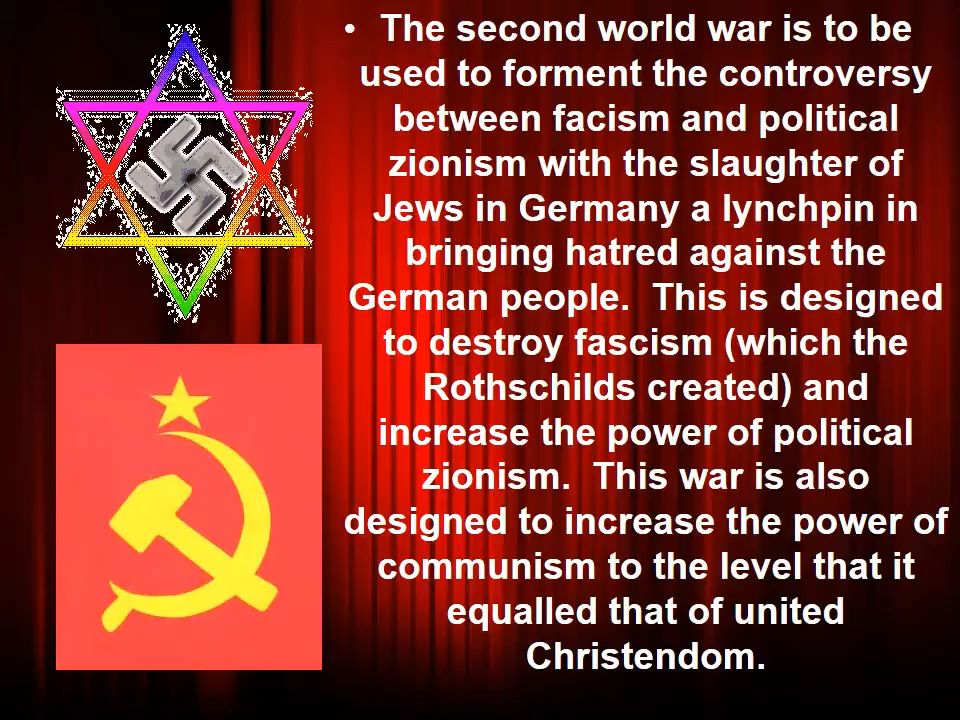 • The second world war is to be
used to forment the controversy
between facism and political
zionism with the slaughter of
Jews in Germany a lynchpin in
bringing hatred against the
German people.  This is designed
to destroy fascism (which the
Rothschilds created) and
increase the power of political
zionism.  This war is also
designed to increase the power of
communism to the level that it
equalled that of united
Christendom.